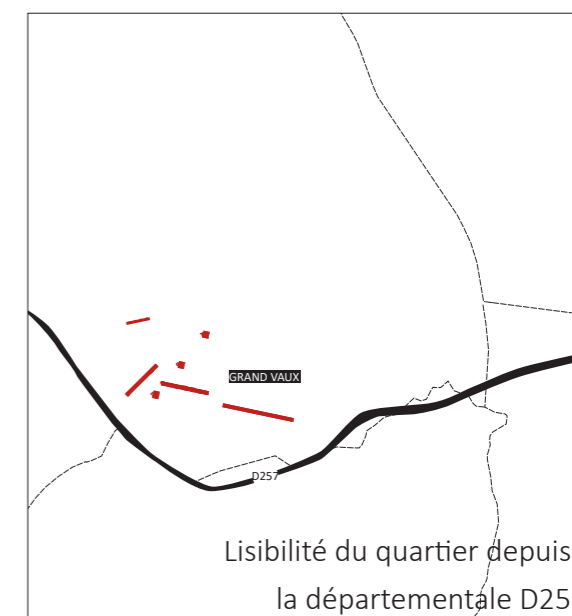 GRAND VAUX
D257
Lisibilité du quartier depuis
la départementale D25